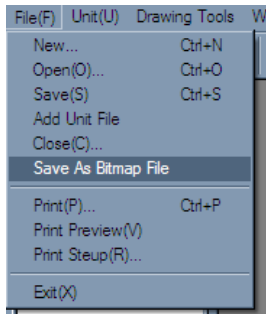 File(F) Unit(U) Drawing Tools W
New... Ctrl+N
Open(O)... Ctrl+O
Save(S) Ctrl+S
Add Unit File
Close(C)...
Save As Bitmap File
Print(P)... Ctrl+P
Print Preview(V)
Print Steup(R)...
Exit(X)